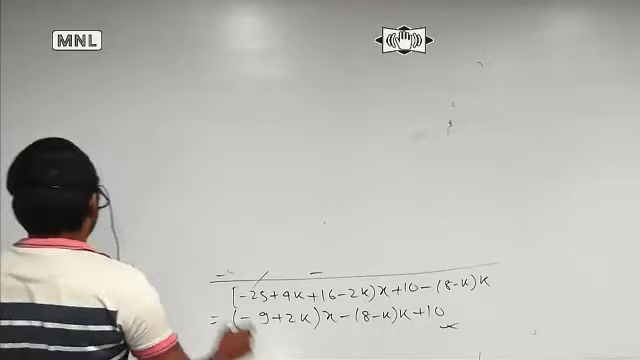 MNL
[-25+4k+16-2k)x+10-(8-k)k
= (-9+2k)x-(8-k)k+10